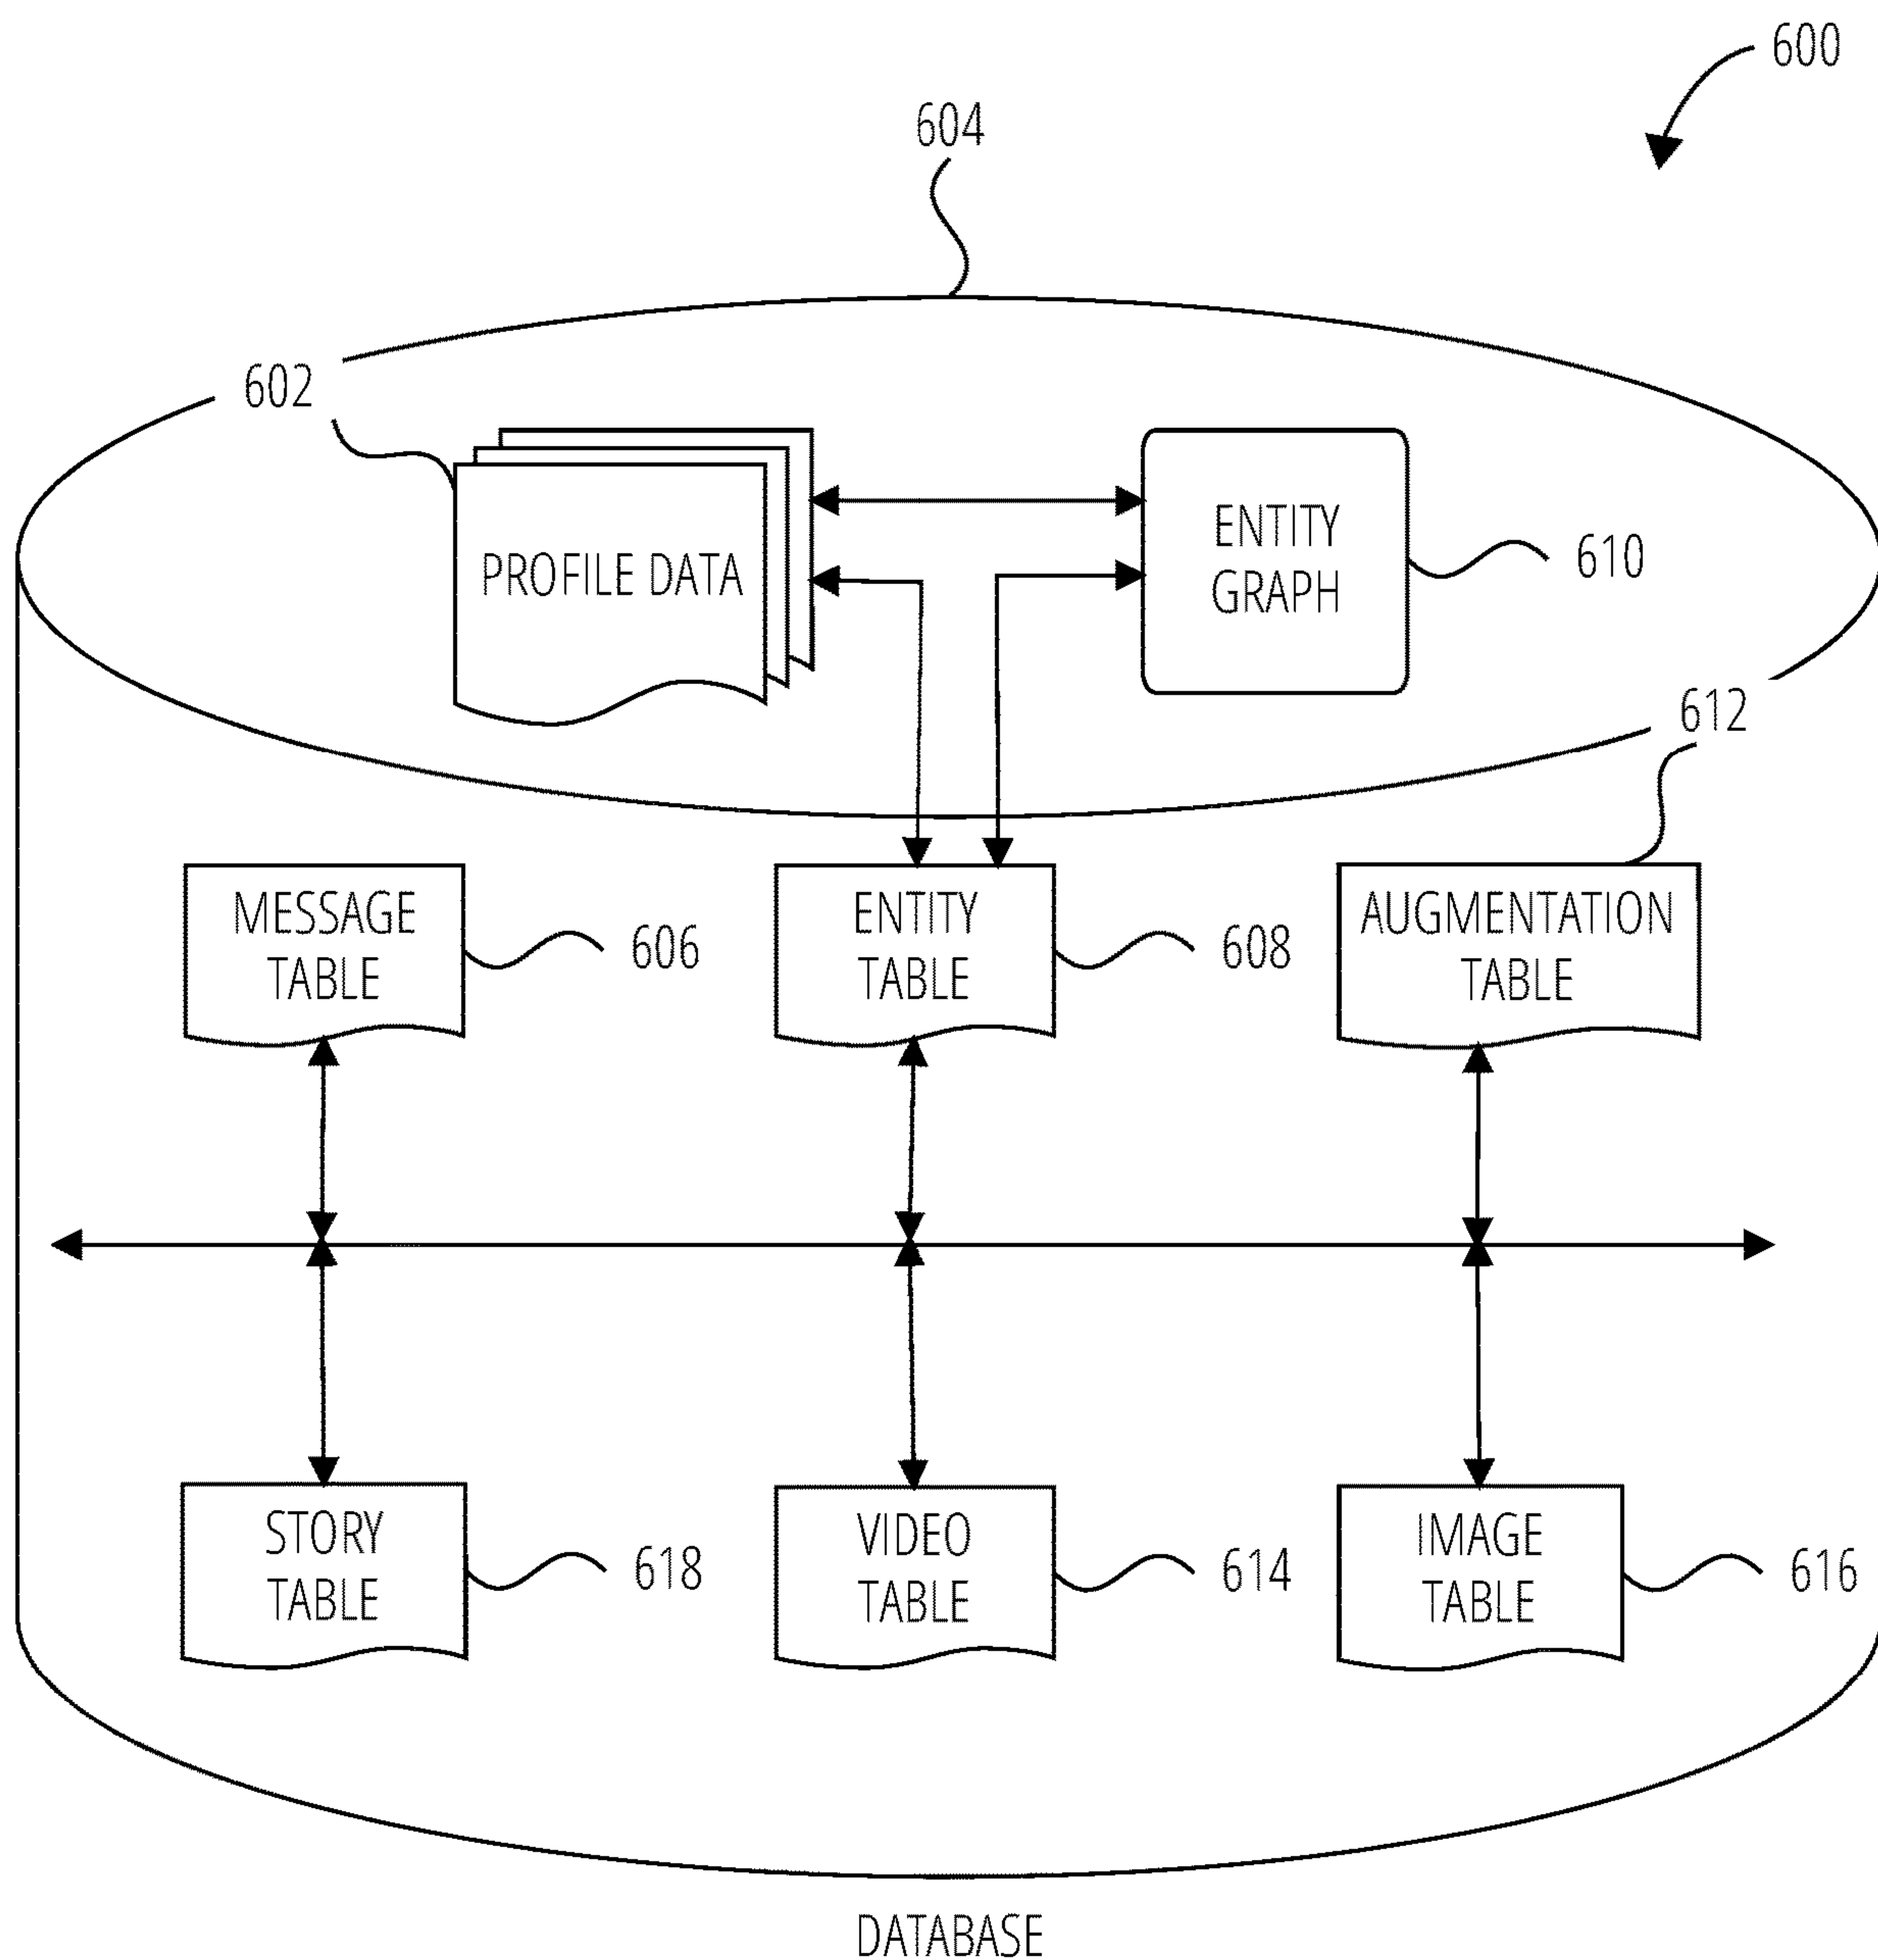 600
604
602
PROFILE DATA
ENTITY
GRAPH
610
612
MESSAGE
TABLE
606
ENTITY
TABLE
608
AUGMENTATION
TABLE
STORY
TABLE
618
VIDEO
TABLE
614
IMAGE
TABLE
616
DATABASE